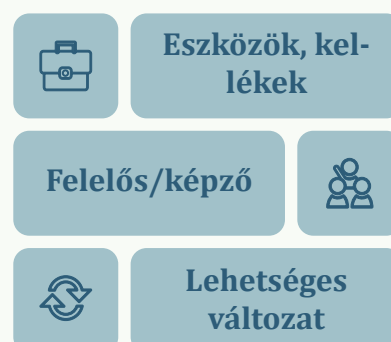 Eszközök, kel-
lékek
Felelős/képző
Lehetséges
változat